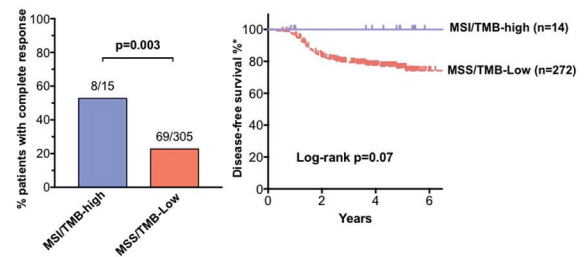 % patients with complete response
100
80
60
40
20
0
p=0.003
8/15
69/305
MSI/TMB-high
MSS/TMB-Low
Disease-free survival %*
100
80
60
40
20
0
MSI/TMB-high (n=14)
MSS/TMB-Low (n=272)
Log-rank p=0.07
0 2 4 6
Years